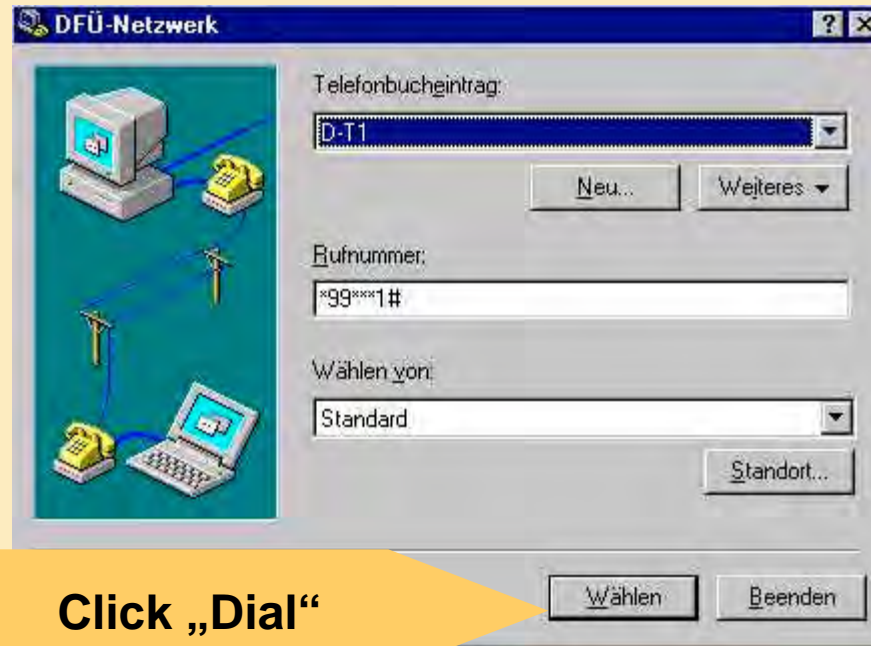 DFÜ-Netzwerk
Telefonbucheintrag:
D-T1
Neu... Weiteres
Rufnummer:
*99***1#
Wählen von:
Standard
Standort...
Click „Dial“
Wählen Beenden